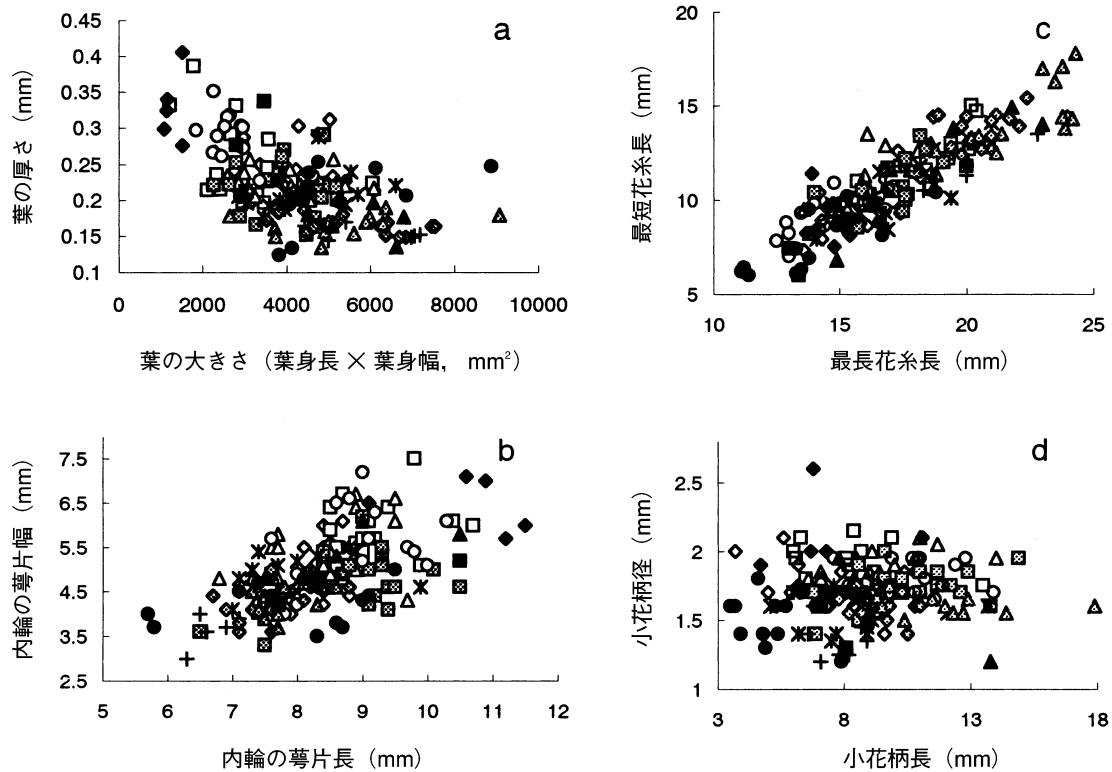 a
0.45
0.4
0.35
0.3
0.25
0.2
0.15
0.1
0 2000 4000 6000 8000 10000
葉の厚さ (mm)
葉の大きさ (葉身長 × 葉身幅, mm²)
c
20
15
10
5
10 15 20 25
最短花糸長 (mm)
最長花糸長 (mm)
b
7.5
6.5
5.5
4.5
3.5
2.5
5 6 7 8 9 10 11 12
内輪の萼片幅 (mm)
内輪の萼片長 (mm)
d
2.5
2
1.5
1
3 8 13 18
小花柄径 (mm)
小花柄長 (mm)